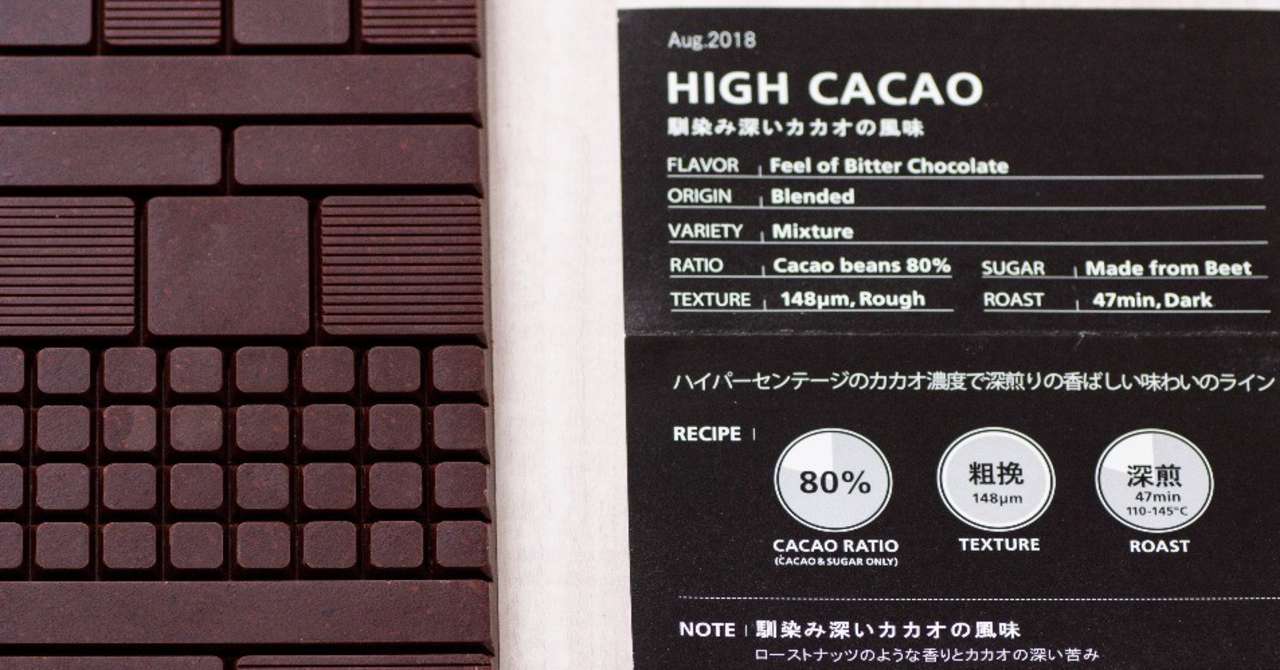 Aug.2018
HIGH CACAO
馴染み深いカカオの風味
FLAVOR Feel of Bitter Chocolate
ORIGIN Blended
VARIETY Mixture
RATIO Cacao beans 80% SUGAR Made from Beet
TEXTURE 148µm, Rough ROAST 47min, Dark
ハイパーセンテージのカカオ濃度で深煎りの香ばしい味わいのライン
RECIPE
80% 粗挽 深煎
148µm 47min
110-145°C
CACAO RATIO TEXTURE ROAST
(CACAO & SUGAR ONLY)
NOTE 馴染み深いカカオの風味
ローストナッツのような香りとカカオの深い苦み